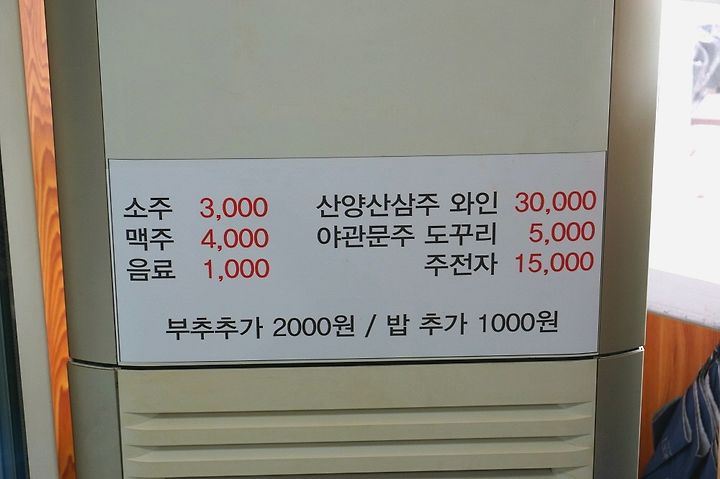 소주 3,000 산양산삼주 와인 30,000
맥주 4,000 야관문주 도꾸리 5,000
음료 1,000 주전자 15,000
부추추가 2000원 / 밥 추가 1000원